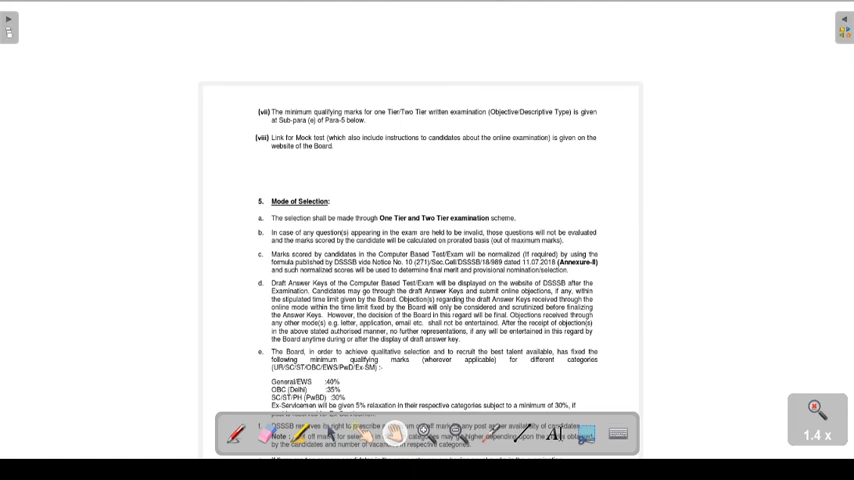 (vii) The minimum qualifying marks for one Tier/Two Tier written examination (Objective/Descriptive Type) is given
at Sub-para (e) of Para-5 below.
(viii) Link for Mock test (which also include instructions to candidates about the online examination) is given on the
website of the Board.
5. Mode of Selection:
a. The selection shall be made through One Tier and Two Tier examination scheme.
b. In case of any question(s) appearing in the exam are held to be invalid, those questions will not be evaluated
and the marks scored by the candidate will be calculated on prorated basis (out of maximum marks).
c. Marks scored by candidates in the Computer Based Test/Exam will be normalized (If required) by using the
formula published by DSSSB vide Notice No. 10 (271)/Sec.Cell/DSSSB/18/989 dated 11.07.2018 (Annexure-II)
and such normalized scores will be used to determine final merit and provisional nomination/selection.
d. Draft Answer Keys of the Computer Based Test/Exam will be displayed on the website of DSSSB after the
Examination. Candidates may go through the draft Answer Keys and submit online objections, if any, within
the stipulated time limit given by the Board. Objection(s) regarding the draft Answer Keys received through the
online mode within the time limit fixed by the Board will only be considered and scrutinized before finalizing
the Answer Keys. However, the decision of the Board in this regard will be final. Objections received through
any other mode(s) e.g. letter, application, email etc. shall not be entertained. After the receipt of objection(s)
in the above stated authorised manner, no further representations, if any will be entertained in this regard by
the Board anytime during or after the display of draft answer key.
e. The Board, in order to achieve qualitative selection and to recruit the best talent available, has fixed the
following minimum qualifying marks (wherever applicable) for different categories
(UR/SC/ST/OBC/EWS/PwD/Ex-SM) :-
General/EWS :40%
OBC (Delhi) :35%
SC/ST/PH (PwBD) :30%
Ex-Servicemen will be given 5% relaxation in their respective categories subject to a minimum of 30%, if
f. DSSSB reserves its right to prescribe
Note :
by the candidates and number of in respective categories.
1.4 x